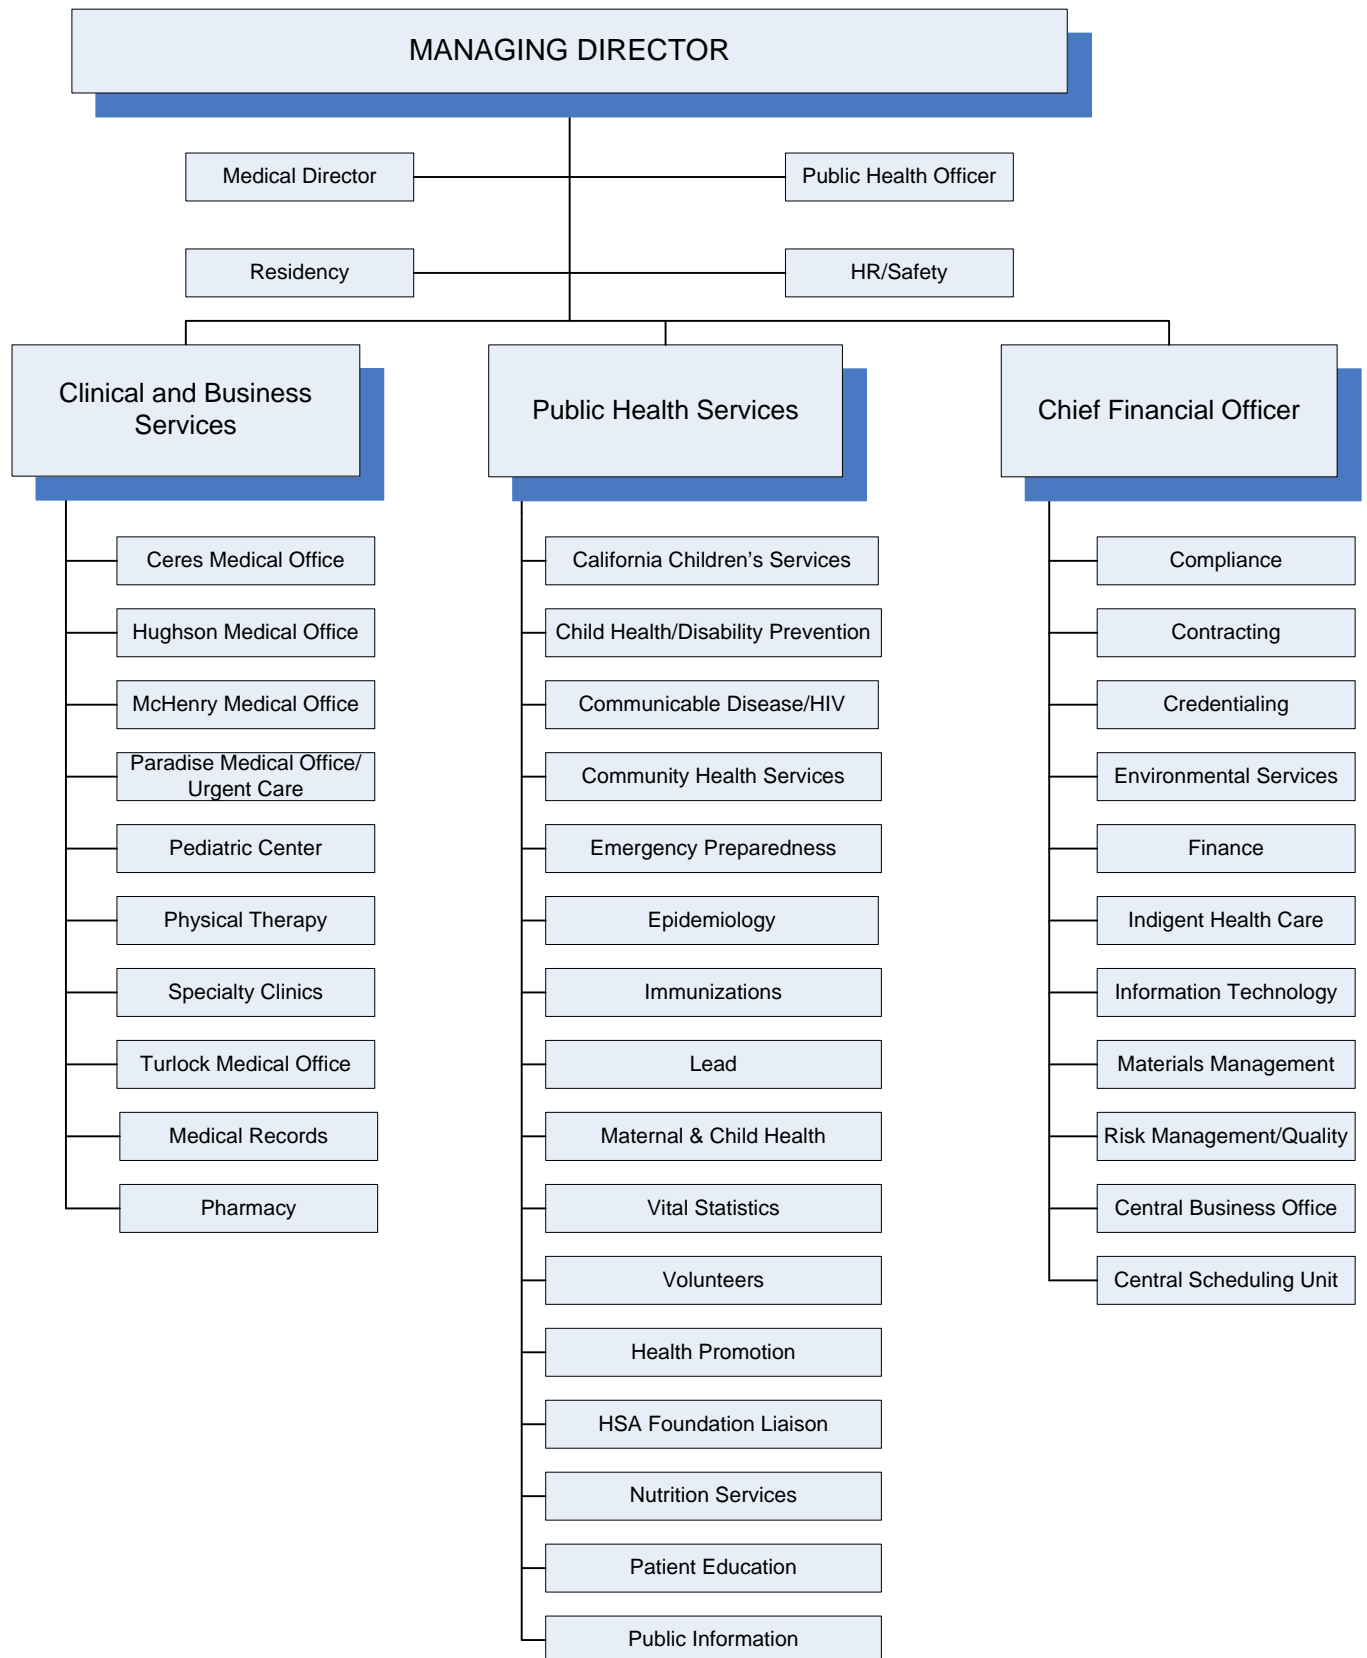 MANAGING DIRECTOR
Medical Director
Public Health Officer
Residency
HR/Safety
Clinical and Business
Services
Public Health Services
Chief Financial Officer
Ceres Medical Office
Hughson Medical Office
McHenry Medical Office
Paradise Medical Office/
Urgent Care
Pediatric Center
Physical Therapy
Specialty Clinics
Turlock Medical Office
Medical Records
Pharmacy
California Children’s Services
Child Health/Disability Prevention
Communicable Disease/HIV
Community Health Services
Emergency Preparedness
Epidemiology
Immunizations
Lead
Maternal & Child Health
Vital Statistics
Volunteers
Health Promotion
HSA Foundation Liaison
Nutrition Services
Patient Education
Public Information
Compliance
Contracting
Credentialing
Environmental Services
Finance
Indigent Health Care
Information Technology
Materials Management
Risk Management/Quality
Central Business Office
Central Scheduling Unit